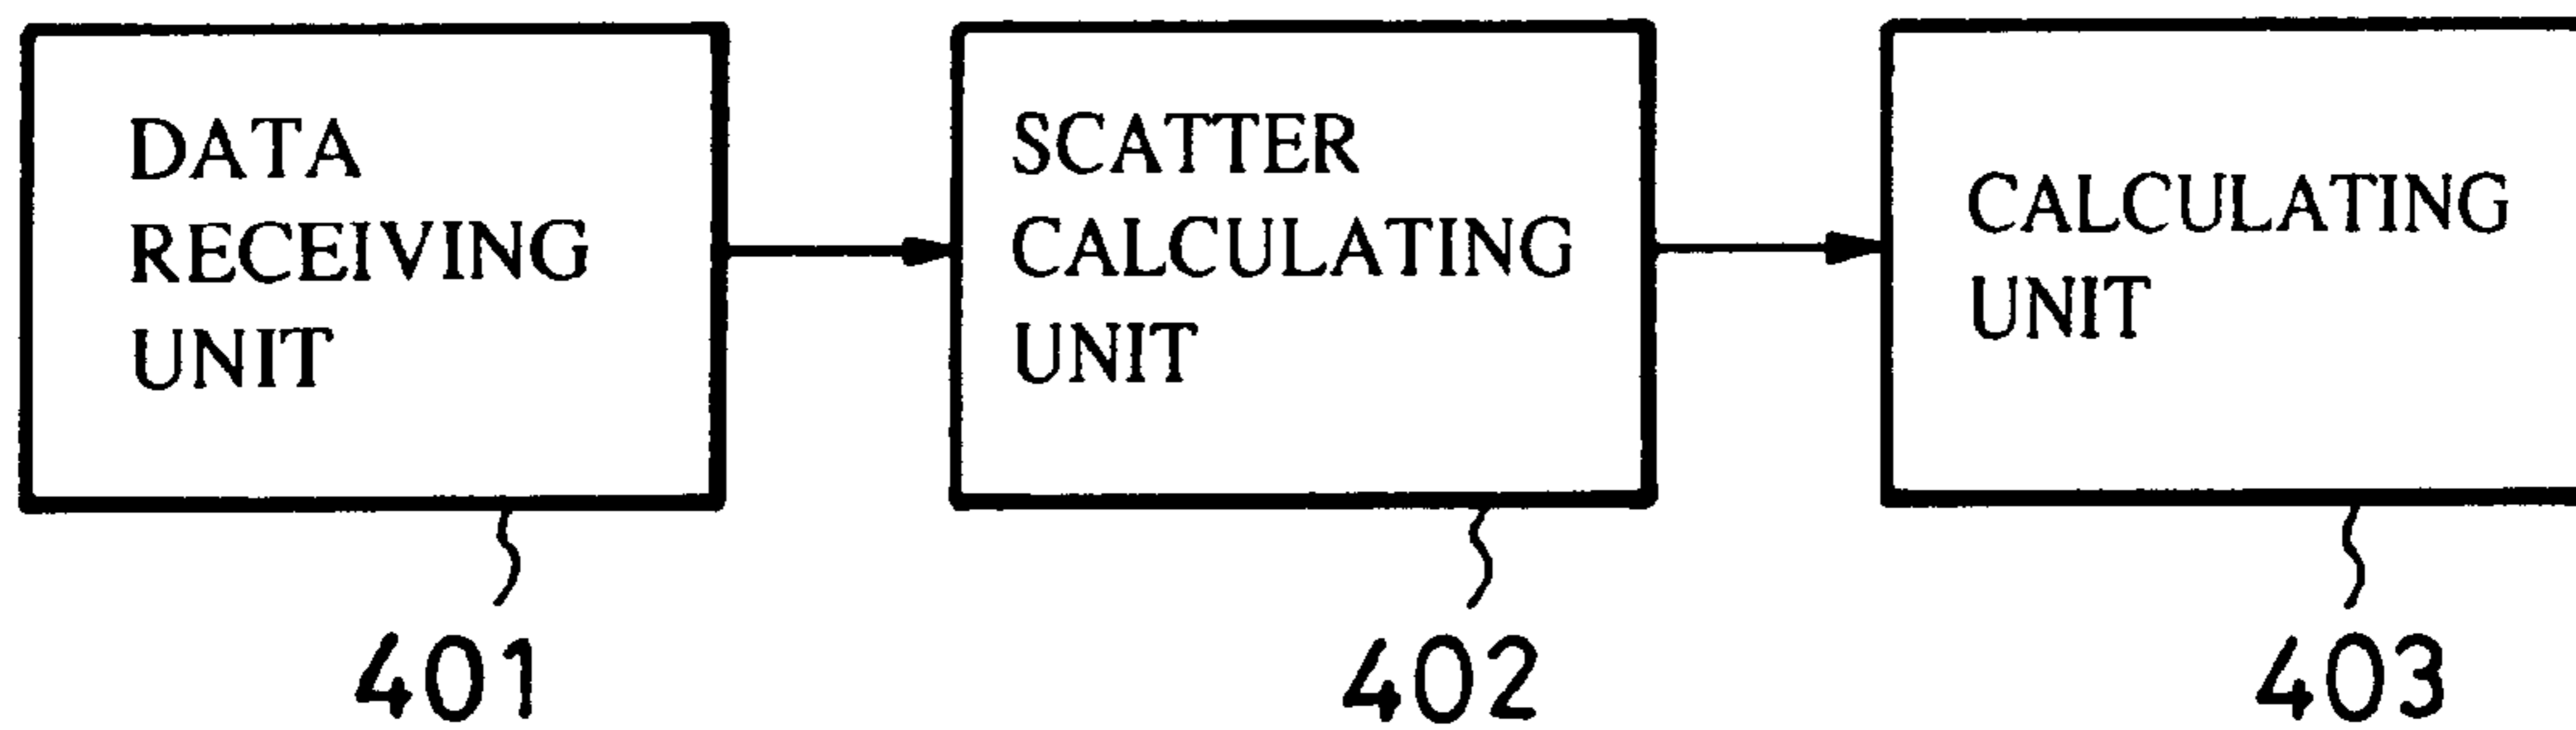 DATA
RECEIVING
UNIT
SCATTER
CALCULATING
UNIT
CALCULATING
UNIT
401
402
403